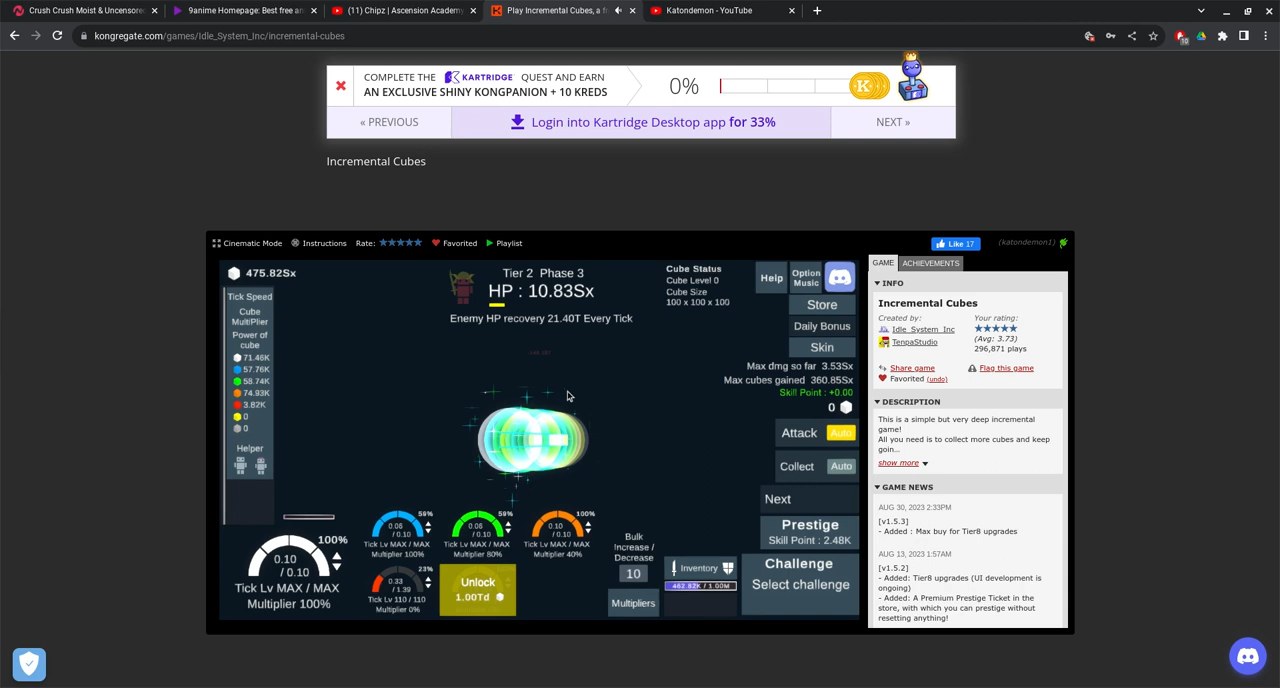 Crush Crush Moist & Uncensore
9anime Homepage: Best free an
(11) Chipz | Ascension Academy
Play Incremental Cubes, a f
Katondemon - YouTube
kongregate.com/games/Idle_System_Inc/incremental-cubes
10
COMPLETE THE KARTRIDGE QUEST AND EARN
AN EXCLUSIVE SHINY KONGPANION + 10 KREDS
0%
« PREVIOUS
Login into Kartridge Desktop app for 33%
NEXT »
Incremental Cubes
Cinematic Mode
Instructions
Rate:
Favorited
Playlist
Like 17
(katondemon1)
475.82Sx
Tick Speed
Cube
MultiPlier
Power of
cube
71.46K
57.76K
58.74K
74.93K
3.82K
0
0
Helper
Tier 2 Phase 3
HP : 10.83Sx
Enemy HP recovery 21.40T Every Tick
Cube Status
Cube Level 0
Cube Size
100 x 100 x 100
Help
Option
Music
Store
Daily Bonus
Skin
Max dmg so far 3.53Sx
Max cubes gained 360.85Sx
Skill Point : +0.00
0
Attack Auto
Collect Auto
Next
Prestige
Skill Point : 2.48K
Challenge
Select challenge
100%
0.10
/ 0.10
Tick Lv MAX / MAX
Multiplier 100%
59%
/ 0.10
Tick Lv MAX / MAX
Multiplier 100%
59%
/ 0.10
Tick Lv MAX / MAX
Multiplier 80%
100%
0.10
/ 0.10
Tick Lv MAX / MAX
Multiplier 40%
23%
0.33
/ 1.39
Tick Lv 110 / 110
Multiplier 0%
Unlock
1.00Td
Bulk
Increase /
Decrease
10
Multipliers
Inventory
462.82K / 1.00M
GAME
ACHIEVEMENTS
INFO
Incremental Cubes
Created by:
Idle_System_Inc
TenpaStudio
Your rating:
(Avg: 3.73)
296,871 plays
Share game
Flag this game
Favorited (undo)
DESCRIPTION
This is a simple but very deep incremental
game!
All you need is to collect more cubes and keep
goin...
show more
GAME NEWS
AUG 30, 2023 2:33PM
[v1.5.3]
- Added : Max buy for Tier8 upgrades
AUG 13, 2023 1:57AM
[v1.5.2]
- Added: Tier8 upgrades (UI development is
ongoing)
- Added: A Premium Prestige Ticket in the
store, with which you can prestige without
resetting anything!